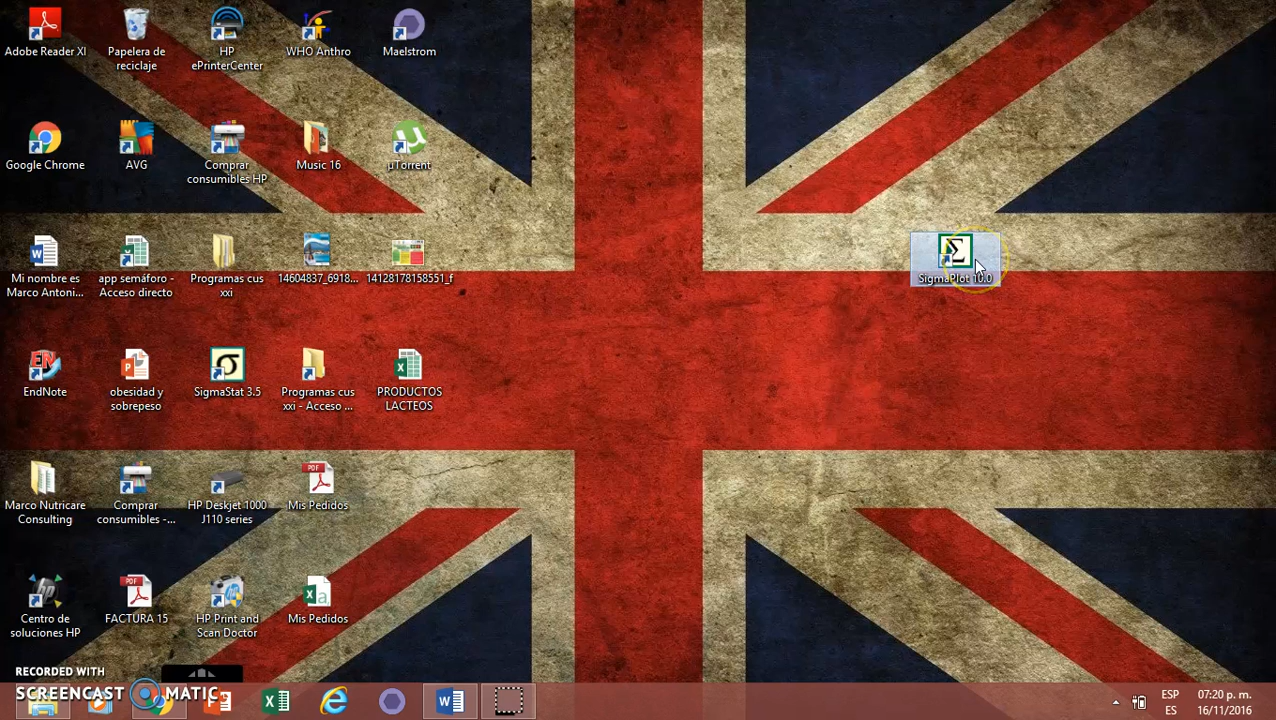 Adobe Reader XI
Papelera de
reciclaje
HP
ePrinterCenter
WHO Anthro
Maelstrom
Google Chrome
AVG
Comprar
consumibles HP
Music 16
µTorrent
Mi nombre es
Marco Antoni...
app semáforo -
Acceso directo
Programas cus
xxi
14604837_6918...
14128178158551_f
SigmaPlot 10.0
EndNote
obesidad y
sobrepeso
SigmaStat 3.5
Programas cus
xxi - Acceso ...
PRODUCTOS
LACTEOS
Marco Nutricare
Consulting
Comprar
consumibles -...
HP Deskjet 1000
J110 series
Mis Pedidos
Centro de
soluciones HP
FACTURA 15
HP Print and
Scan Doctor
Mis Pedidos
RECORDED WITH
SCREENCAST MATIC
ESP
ES
07:20 p. m.
16/11/2016